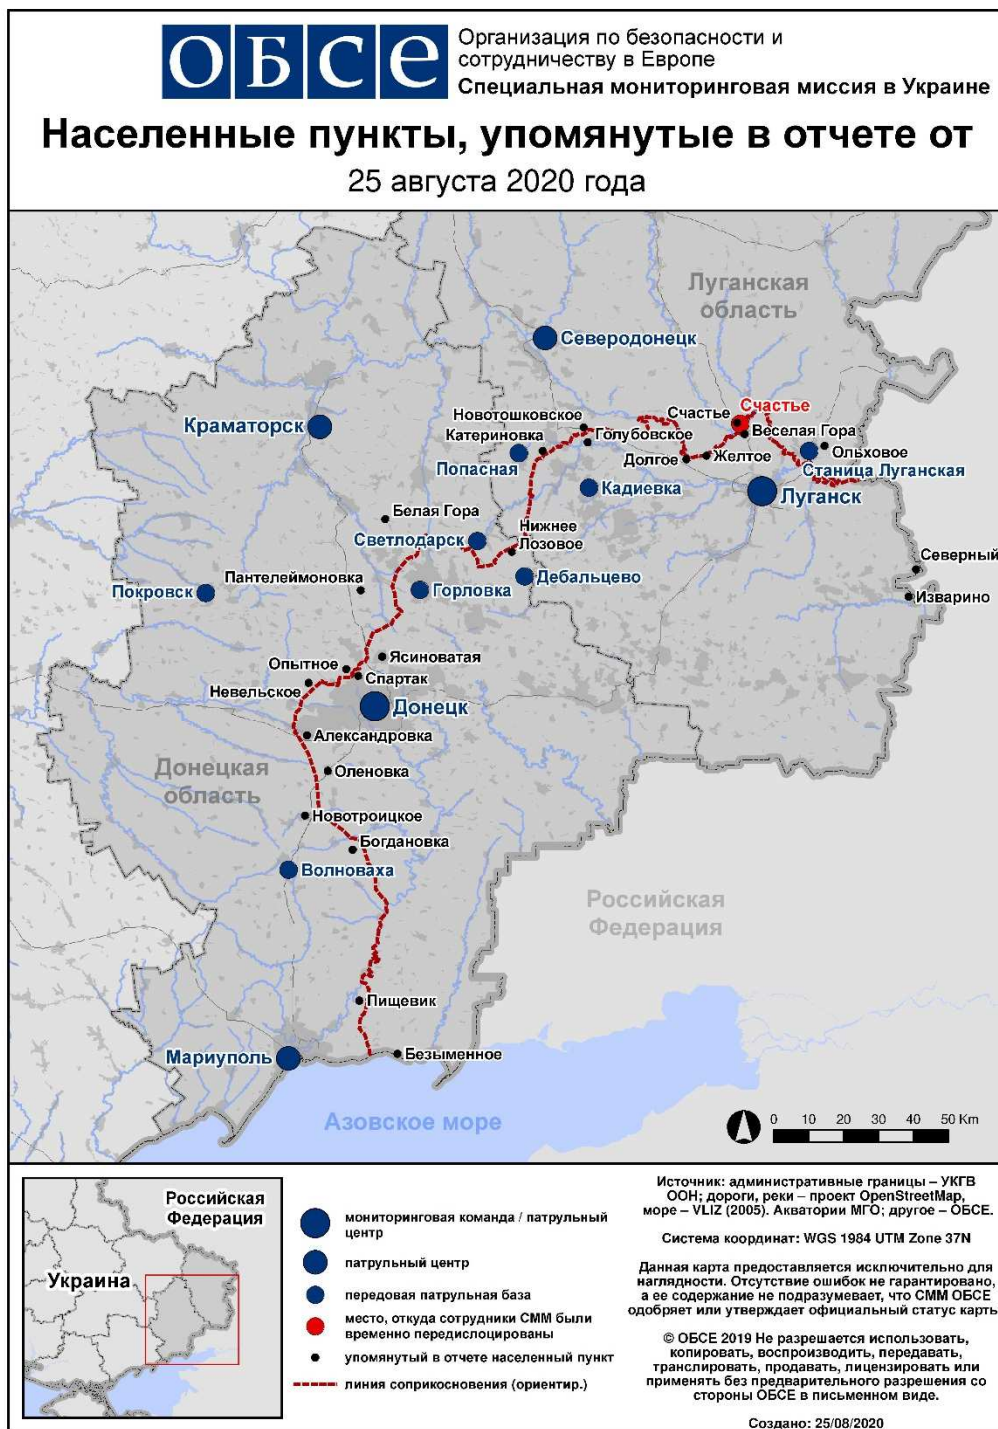 ОБСЕ
Организация по безопасности и
сотрудничеству в Европе
Специальная мониторинговая миссия в Украине
Населенные пункты, упомянутые в отчете от
25 августа 2020 года
Луганская
область
Северодонецк
Счастье
Новотошковское
Счастье
Краматорск
Веселая Гора
Катериновка
Голубовское
Ольховое
Попасная
Долгое
Желтое
Станица Луганская
Кадиевка
Луганск
Белая Гора
Нижнее
Лозовое
Светлодарск
Северный
Пантелеймоновка
Дебальцево
Покровск
Горловка
Изварино
Ясиноватая
Опытное
Спартак
Невельское
Донецк
Александровка
Донецкая
область
Оленовка
Новотроицкое
Богдановка
Волноваха
Российская
Федерация
Пищевик
Безыменное
Мариуполь
Азовское море
0 10 20 30 40 50 Km
Российская
Федерация
Украина
мониторинговая команда / патрульный
центр
патрульный центр
передовая патрульная база
место, откуда сотрудники СММ были
временно передислоцированы
упомянутый в отчете населенный пункт
линия соприкосновения (ориентир.)
Источник: административные границы – УКГВ
ООН; дороги, реки – проект OpenStreetMap,
море – VLIZ (2005). Акватории МГО; другое – ОБСЕ.
Система координат: WGS 1984 UTM Zone 37N
Данная карта предоставляется исключительно для
наглядности. Отсутствие ошибок не гарантировано,
а ее содержание не подразумевает, что СММ ОБСЕ
одобряет или утверждает официальный статус карты
© ОБСЕ 2019 Не разрешается использовать,
копировать, воспроизводить, передавать,
транслировать, продавать, лицензировать или
применять без предварительного разрешения со
стороны ОБСЕ в письменном виде.
Создано: 25/08/2020